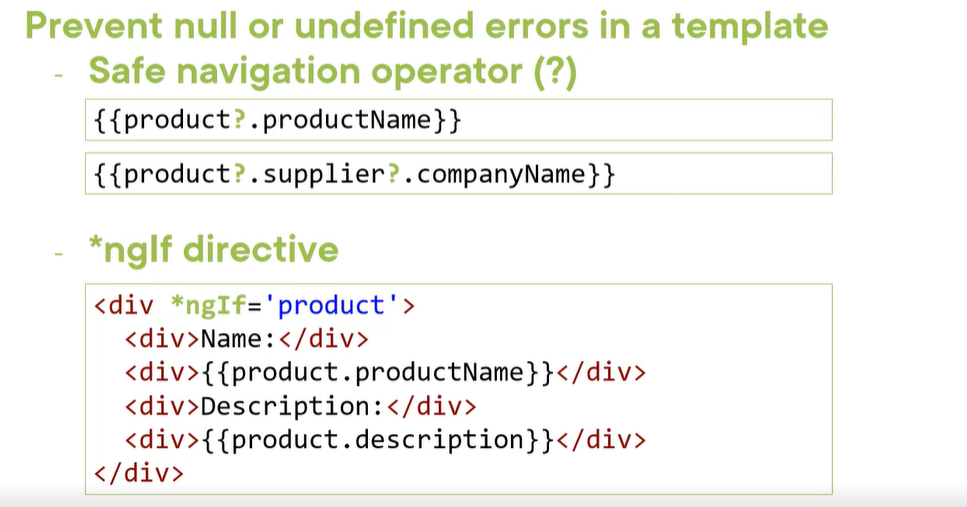 Prevent null or undefined errors in a template
- Safe navigation operator (?)
{{product?.productName}}
{{product?.supplier?.companyName}}
- *ngIf directive
<div *ngIf='product'>
  <div>Name:</div>
  <div>{{product.productName}}</div>
  <div>Description:</div>
  <div>{{product.description}}</div>
</div>